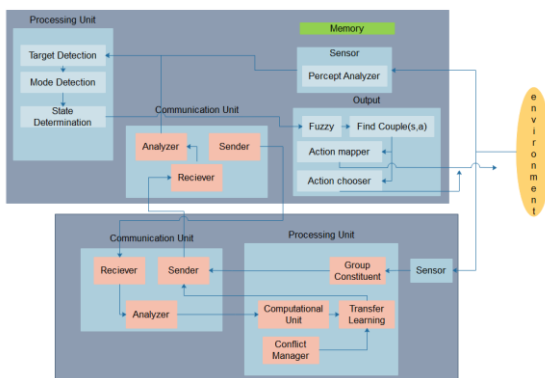 Processing Unit
Target Detection
Mode Detection
State
Determination
Memory
Sensor
Percept Analyzer
Communication Unit
Analyzer
Sender
Reciever
Output
Fuzzy
Find Couple(s,a)
Action mapper
Action chooser
environment
Communication Unit
Reciever
Sender
Analyzer
Processing Unit
Group
Constituent
Computational
Unit
Transfer
Learning
Conflict
Manager
Sensor